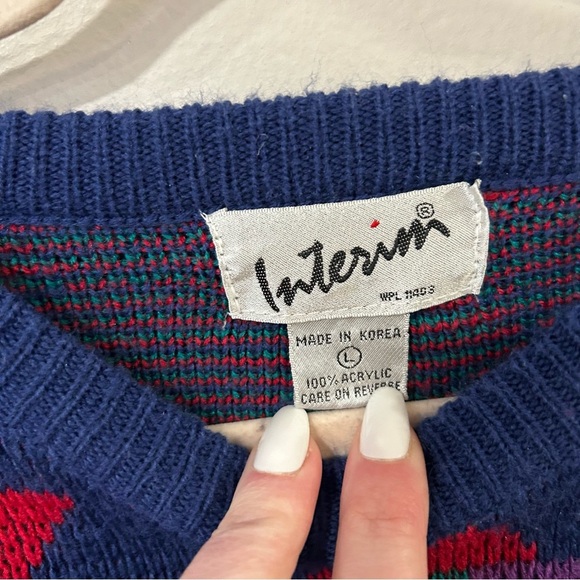 Interim®
WPL 11493
MADE IN KOREA
L
100% ACRYLIC
CARE ON REVERSE